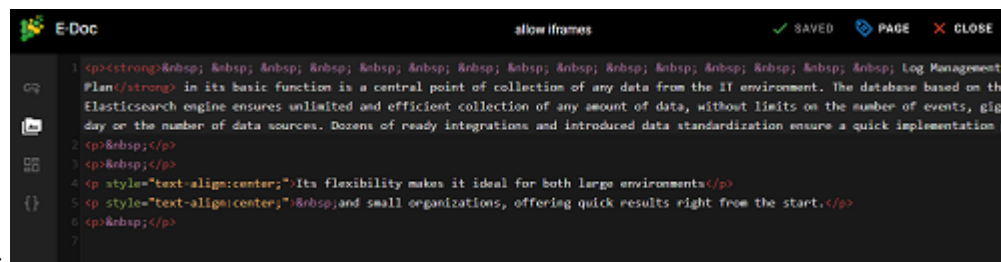 E-Doc
allow iframes
SAVED
PAGE
CLOSE
1 <p><strong>&nbsp; &nbsp; &nbsp; &nbsp; &nbsp; &nbsp; &nbsp; &nbsp; &nbsp; &nbsp; &nbsp; &nbsp; &nbsp; &nbsp; &nbsp; Log Management
Plan</strong> in its basic function is a central point of collection of any data from the IT environment. The database based on th
Elasticsearch engine ensures unlimited and efficient collection of any amount of data, without limits on the number of events, gig
day or the number of data sources. Dozens of ready integrations and introduced data standardization ensure a quick implementation
2 <p>&nbsp;</p>
3 <p>&nbsp;</p>
4 <p style="text-align:center;">Its flexibility makes it ideal for both large environments</p>
5 <p style="text-align:center;">&nbsp;and small organizations, offering quick results right from the start.</p>
6 <p>&nbsp;</p>
7